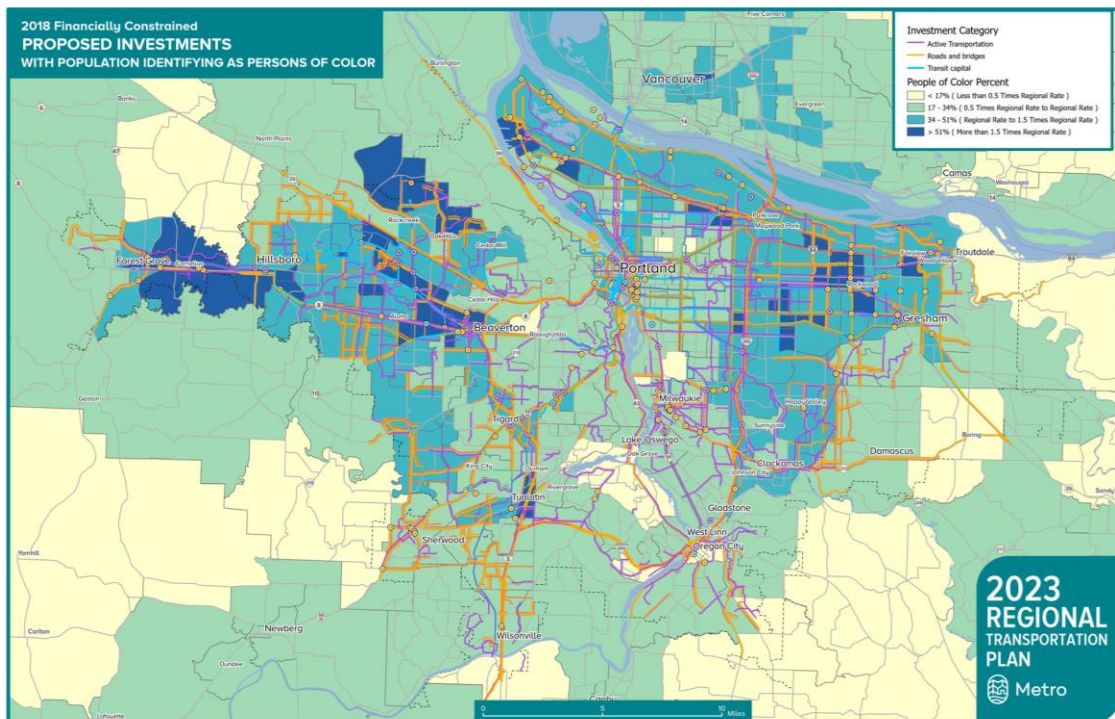 2018 Financially Constrained
PROPOSED INVESTMENTS
WITH POPULATION IDENTIFYING AS PERSONS OF COLOR
Investment Category
Active Transportation
Roads and bridges
Transit capital
People of Color Percent
< 17% ( Less than 0.5 Times Regional Rate )
17 - 34% ( 0.5 Times Regional Rate to Regional Rate )
34 - 51% ( Regional Rate to 1.5 Times Regional Rate )
> 51% ( More than 1.5 Times Regional Rate )
Five Corners
Burlington
Vancouver
Evergreen
Banks
North Plains
Camas
Washougal
Rockcreek
Cedar Mill
Parkrose
Maywood Park
Forest Grove
Cornelius
Hillsboro
Portland
Fairview
Wood Village
Troutdale
Rockwood
Cedar Hills
Aloha
Beaverton
Raleigh Hills
Gresham
Gaston
Milwaukie
Happy Valley
Tigard
Sunnyside
Lake Oswego
Boring
Oak Grove
Damascus
King City
Durham
Clackamas
Johnson City
Rivergrove
Sandy
Tualatin
Gladstone
Sherwood
West Linn
Oregon City
Yamhill
Carlton
Newberg
Wilsonville
Dundee
Lafayette
Canby
0 5 10
Miles
2023
REGIONAL
TRANSPORTATION
PLAN
Metro